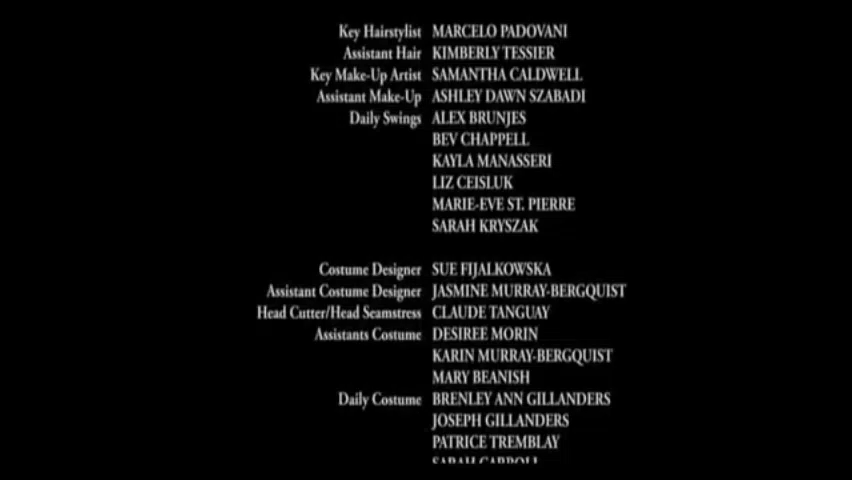 Key Hairstylist MARCELO PADOVANI
Assistant Hair KIMBERLY TESSIER
Key Make-Up Artist SAMANTHA CALDWELL
Assistant Make-Up ASHLEY DAWN SZABADI
Daily Swings ALEX BRUNJES
BEV CHAPPELL
KAYLA MANASSERI
LIZ CEISLUK
MARIE-EVE ST. PIERRE
SARAH KRYSZAK
Costume Designer SUE FIJALKOWSKA
Assistant Costume Designer JASMINE MURRAY-BERGQUIST
Head Cutter/Head Seamstress CLAUDE TANGUAY
Assistants Costume DESIREE MORIN
KARIN MURRAY-BERGQUIST
MARY BEANISH
Daily Costume BRENLEY ANN GILLANDERS
JOSEPH GILLANDERS
PATRICE TREMBLAY